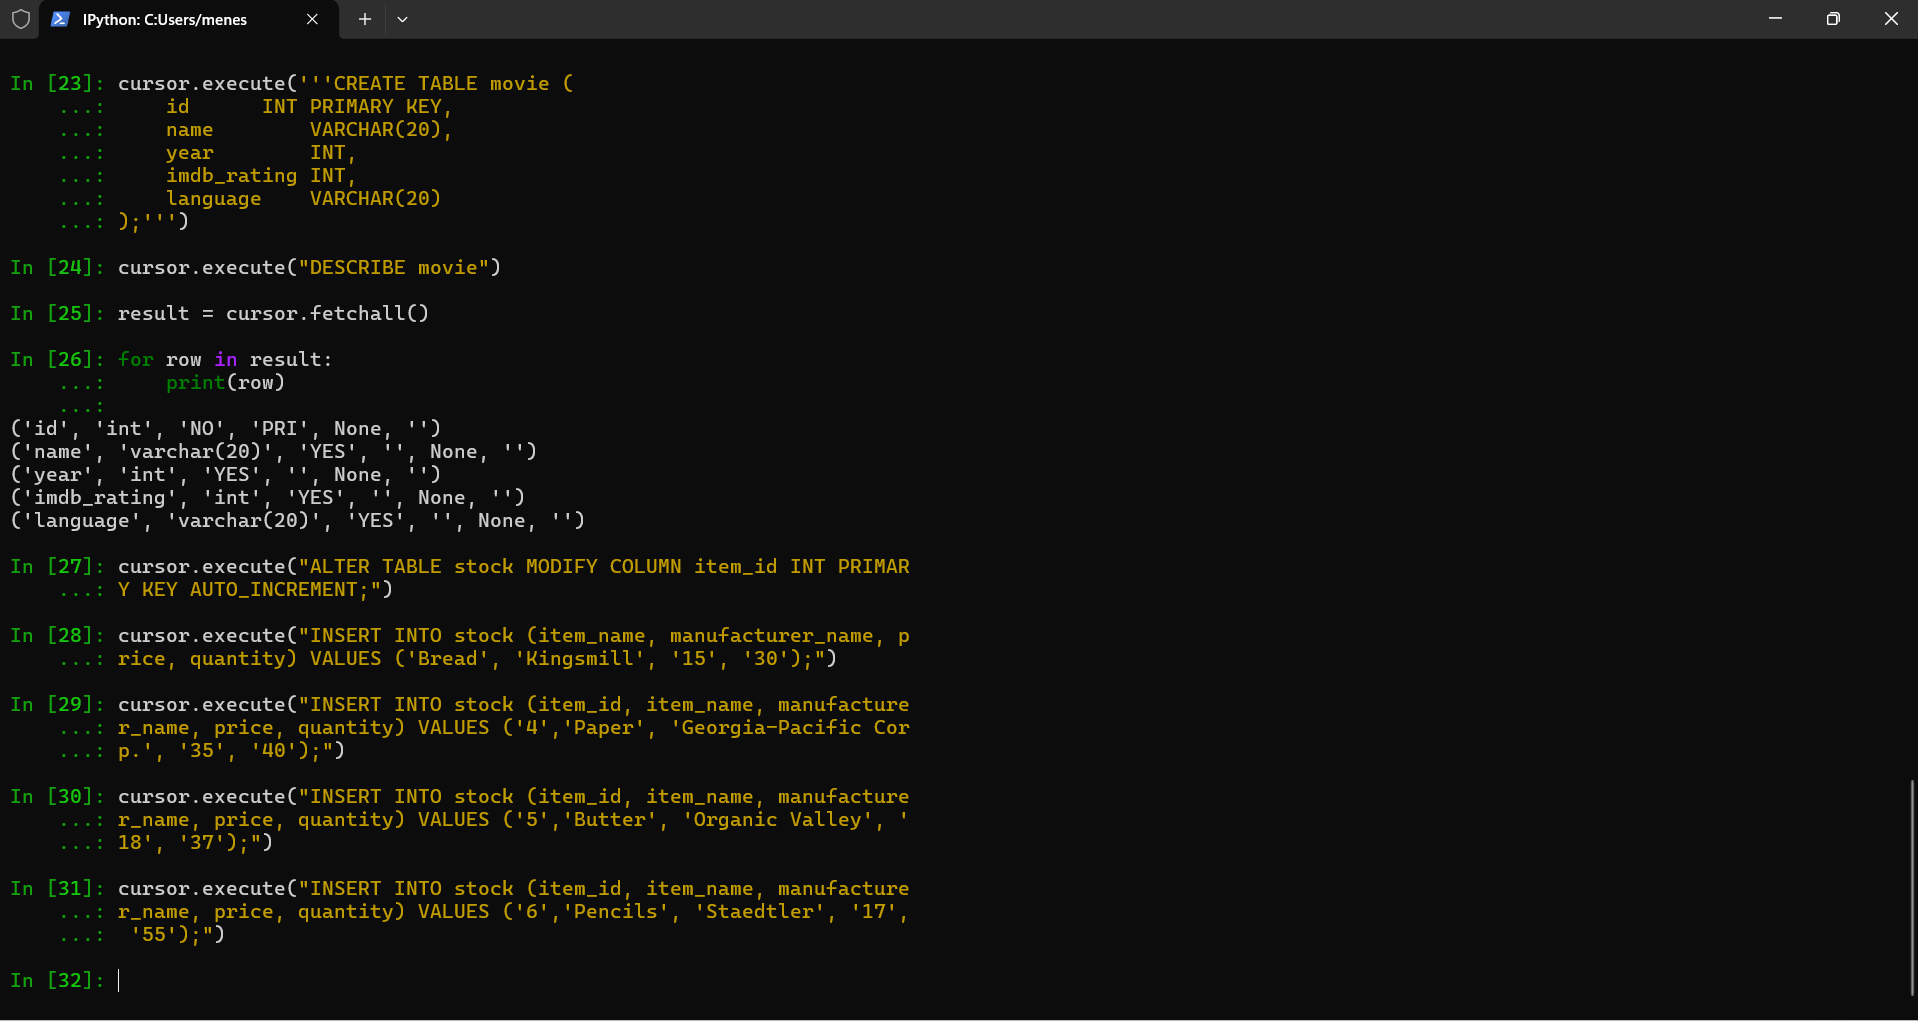 IPython: C:Users/menes
In [23]: cursor.execute('''CREATE TABLE movie (
    ...:     id      INT PRIMARY KEY,
    ...:     name        VARCHAR(20),
    ...:     year        INT,
    ...:     imdb_rating INT,
    ...:     language    VARCHAR(20)
    ...: );''')
In [24]: cursor.execute("DESCRIBE movie")
In [25]: result = cursor.fetchall()
In [26]: for row in result:
    ...:     print(row)
    ...:
('id', 'int', 'NO', 'PRI', None, '')
('name', 'varchar(20)', 'YES', '', None, '')
('year', 'int', 'YES', '', None, '')
('imdb_rating', 'int', 'YES', '', None, '')
('language', 'varchar(20)', 'YES', '', None, '')
In [27]: cursor.execute("ALTER TABLE stock MODIFY COLUMN item_id INT PRIMAR
    ...: Y KEY AUTO_INCREMENT;")
In [28]: cursor.execute("INSERT INTO stock (item_name, manufacturer_name, p
    ...: rice, quantity) VALUES ('Bread', 'Kingsmill', '15', '30');")
In [29]: cursor.execute("INSERT INTO stock (item_id, item_name, manufacture
    ...: r_name, price, quantity) VALUES ('4','Paper', 'Georgia-Pacific Cor
    ...: p.', '35', '40');")
In [30]: cursor.execute("INSERT INTO stock (item_id, item_name, manufacture
    ...: r_name, price, quantity) VALUES ('5','Butter', 'Organic Valley', '
    ...: 18', '37');")
In [31]: cursor.execute("INSERT INTO stock (item_id, item_name, manufacture
    ...: r_name, price, quantity) VALUES ('6','Pencils', 'Staedtler', '17',
    ...:  '55');")
In [32]: